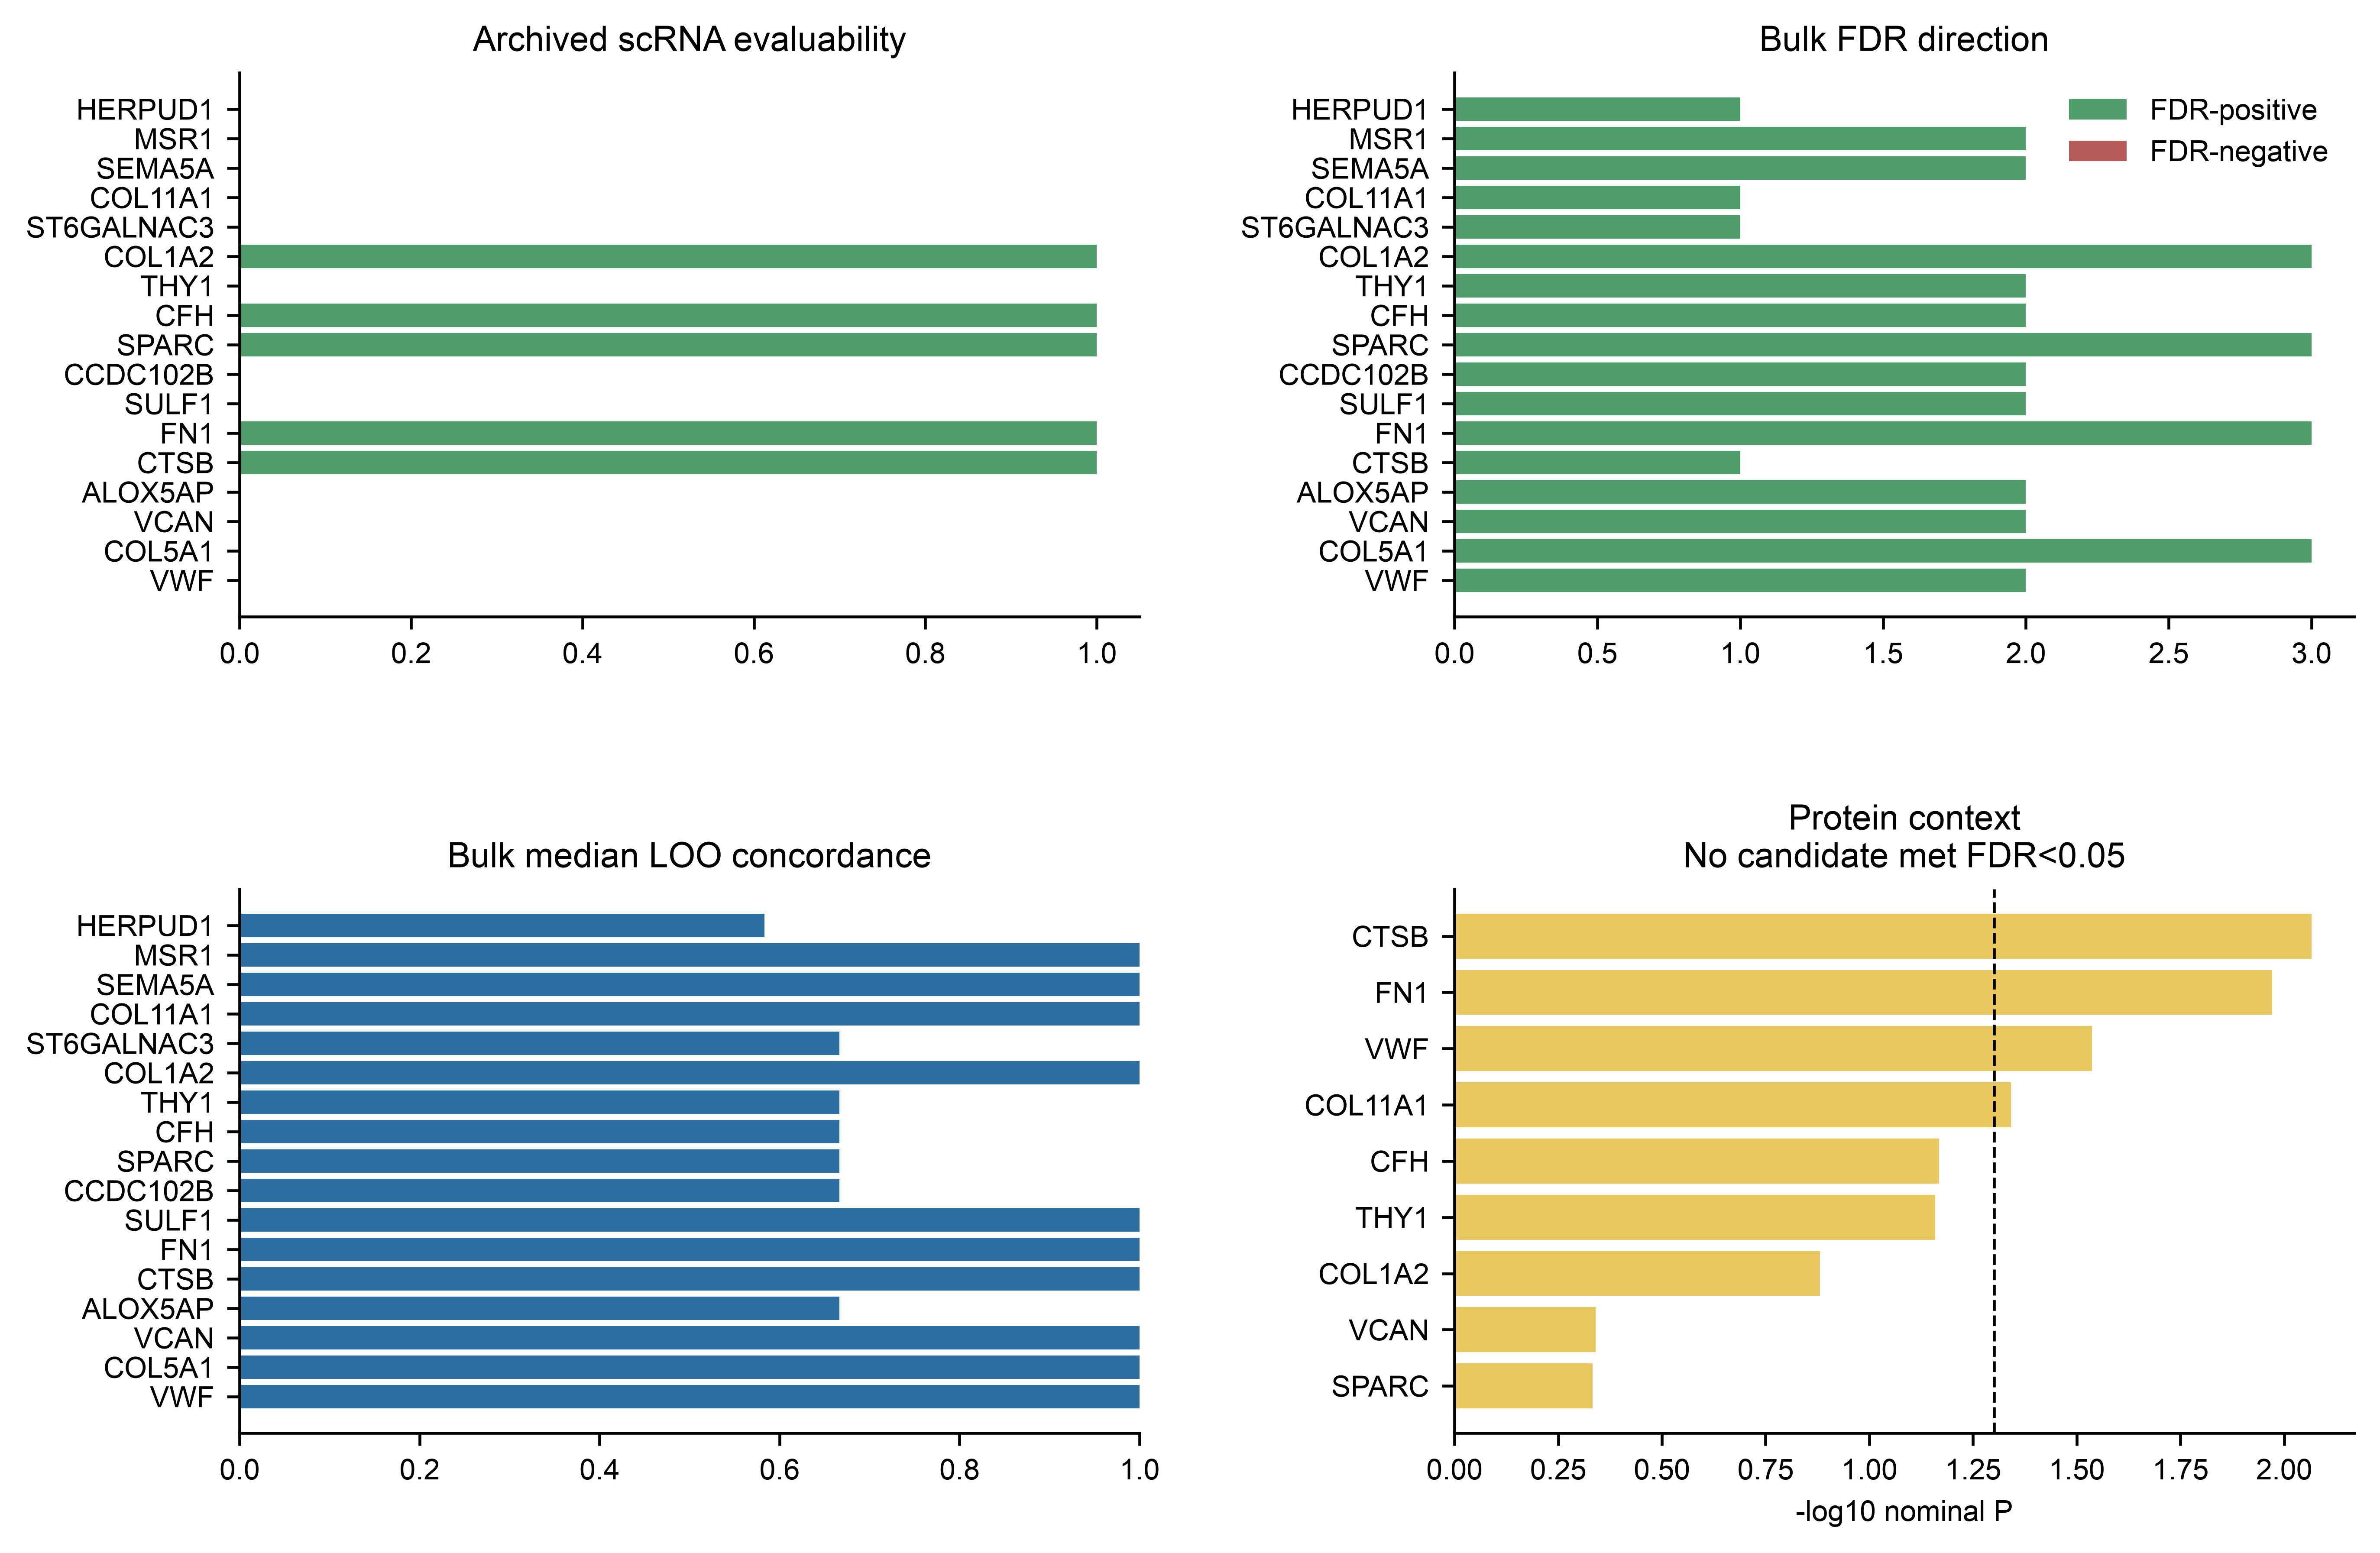 Archived scRNA evaluability
HERPUD1
MSR1
SEMA5A
COL11A1
ST6GALNAC3
COL1A2
THY1
CFH
SPARC
CCDC102B
SULF1
FN1
CTSB
ALOX5AP
VCAN
COL5A1
VWF
0.0 0.2 0.4 0.6 0.8 1.0
Bulk FDR direction
FDR-positive
FDR-negative
HERPUD1
MSR1
SEMA5A
COL11A1
ST6GALNAC3
COL1A2
THY1
CFH
SPARC
CCDC102B
SULF1
FN1
CTSB
ALOX5AP
VCAN
COL5A1
VWF
0.0 0.5 1.0 1.5 2.0 2.5 3.0
Bulk median LOO concordance
HERPUD1
MSR1
SEMA5A
COL11A1
ST6GALNAC3
COL1A2
THY1
CFH
SPARC
CCDC102B
SULF1
FN1
CTSB
ALOX5AP
VCAN
COL5A1
VWF
0.0 0.2 0.4 0.6 0.8 1.0
Protein context
No candidate met FDR<0.05
CTSB
FN1
VWF
COL11A1
CFH
THY1
COL1A2
VCAN
SPARC
0.00 0.25 0.50 0.75 1.00 1.25 1.50 1.75 2.00
-log10 nominal P